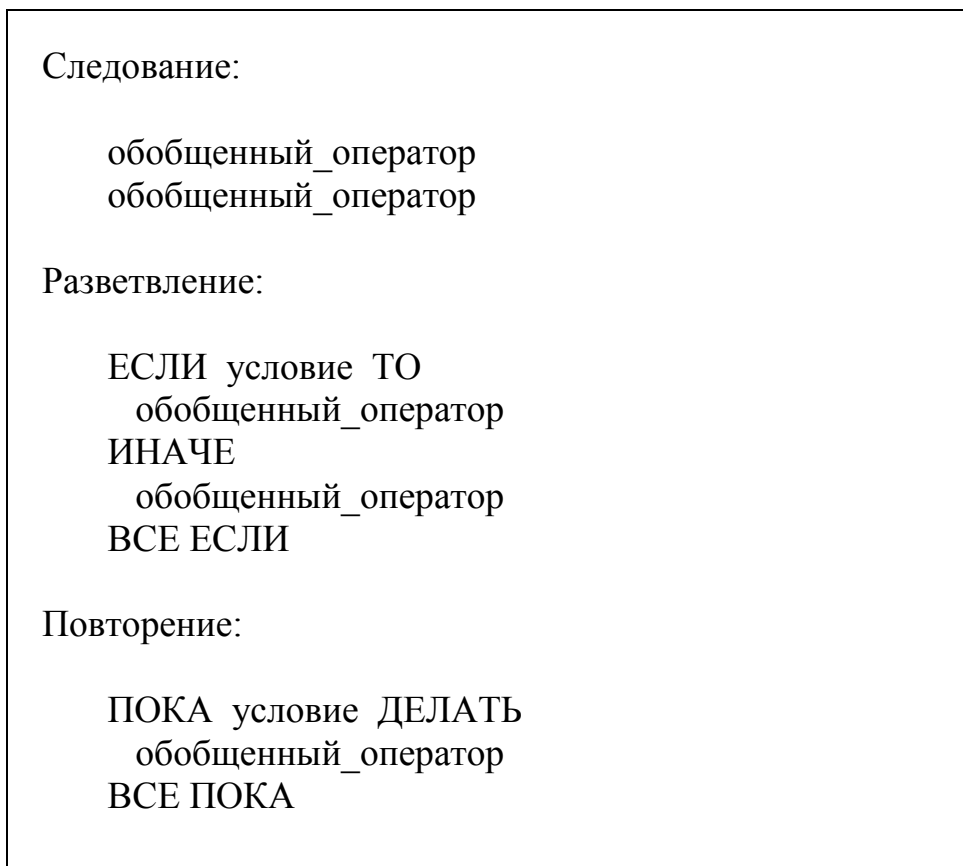 Следование:
обобщенный_оператор
обобщенный_оператор
Разветвление:
ЕСЛИ условие ТО
обобщенный_оператор
ИНАЧЕ
обобщенный_оператор
ВСЕ ЕСЛИ
Повторение:
ПОКА условие ДЕЛАТЬ
обобщенный_оператор
ВСЕ ПОКА